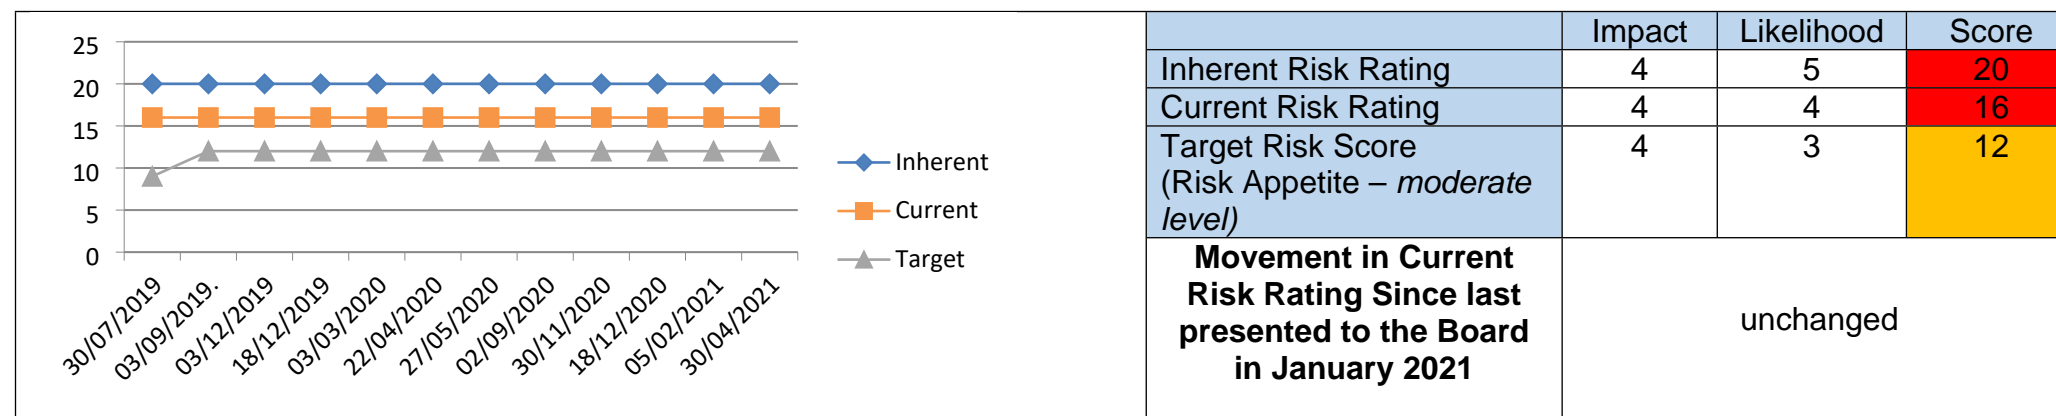 25
20
15
10
5
0
30/07/2019
03/09/2019.
03/12/2019
18/12/2019
03/03/2020
22/04/2020
27/05/2020
02/09/2020
30/11/2020
18/12/2020
05/02/2021
30/04/2021
Inherent
Current
Target
Impact Likelihood Score
Inherent Risk Rating 4 5 20
Current Risk Rating 4 4 16
Target Risk Score 4 3 12
(Risk Appetite – moderate
level)
Movement in Current
Risk Rating Since last
presented to the Board
in January 2021
unchanged